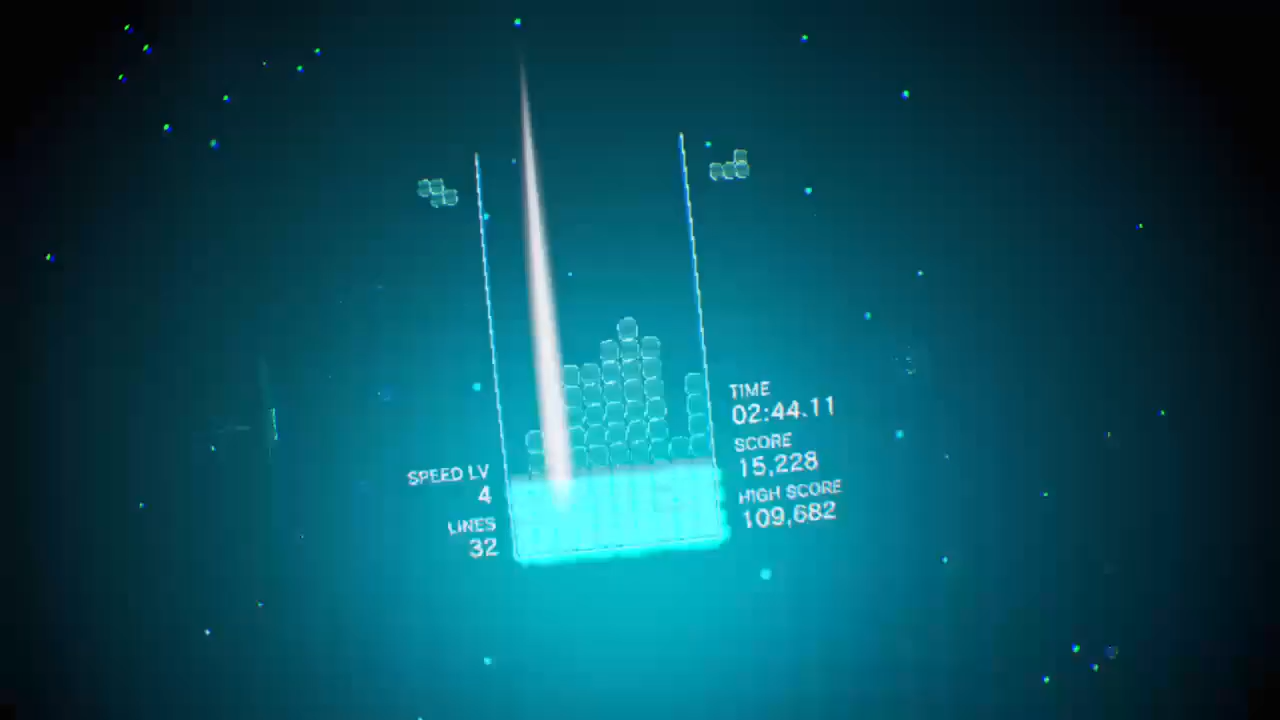 SPEED LV
4
LINES
32
TIME
02:44.11
SCORE
15,228
HIGH SCORE
109,682